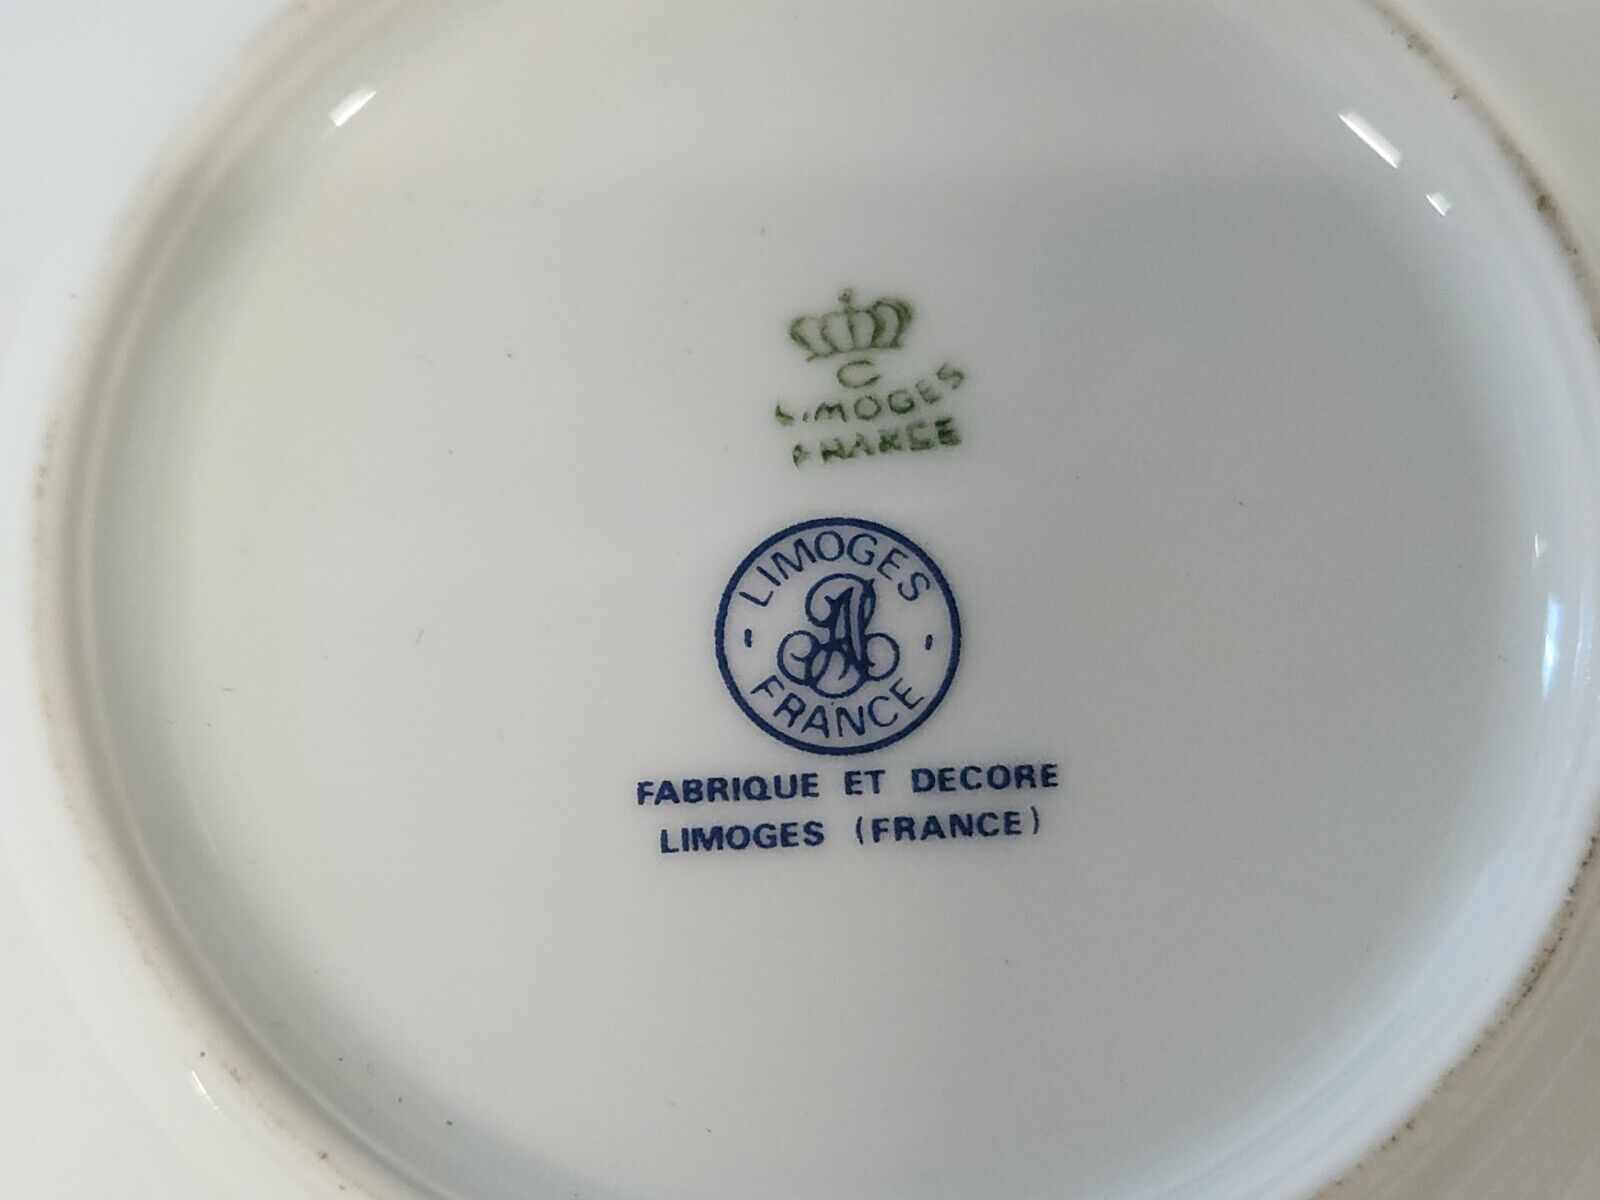 C
LIMOGES
FRANCE
LIMOGES
FRANCE
FABRIQUE ET DECORE
LIMOGES (FRANCE)